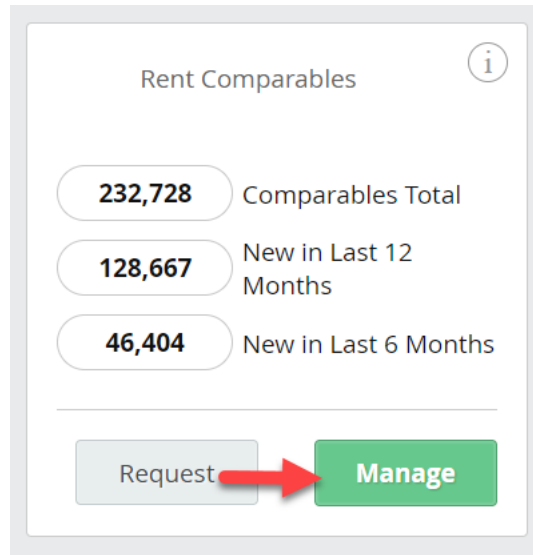 Rent Comparables
i
232,728 Comparables Total
128,667 New in Last 12
Months
46,404 New in Last 6 Months
Request
Manage